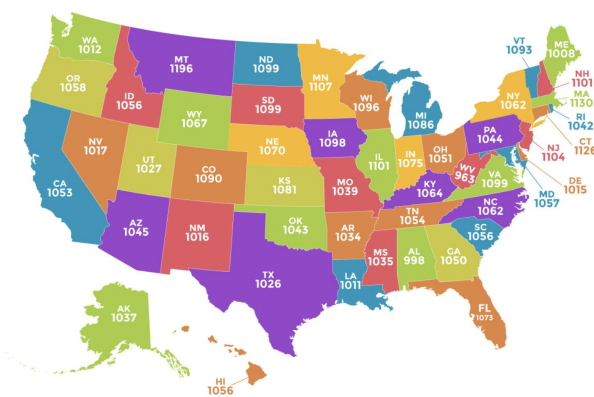 WA
1012
OR
1058
CA
1053
NV
1017
ID
1056
MT
1196
WY
1067
UT
1027
AZ
1045
CO
1090
NM
1016
ND
1099
SD
1099
NE
1070
KS
1081
OK
1043
TX
1026
MN
1107
IA
1098
MO
1039
AR
1034
LA
1011
WI
1096
IL
1101
MI
1086
IN
1075
OH
1051
KY
1064
TN
1054
MS
1035
AL
998
GA
1050
FL
1073
SC
1056
NC
1062
VA
1099
WV
963
PA
1044
NY
1062
VT
1093
ME
1008
NH
1101
MA
1130
RI
1042
CT
1126
NJ
1104
DE
1015
MD
1057
AK
1037
HI
1056